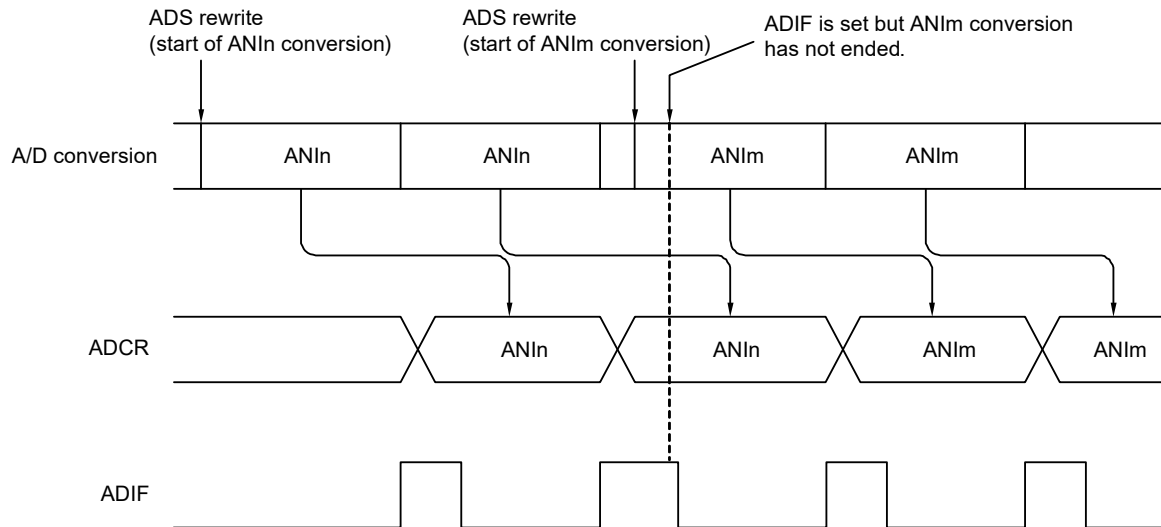 ADS rewrite
(start of ANIn conversion)
ADS rewrite
(start of ANIm conversion)
ADIF is set but ANIm conversion
has not ended.
A/D conversion
ANIn
ANIn
ANIm
ANIm
ADCR
ANIn
ANIn
ANIm
ANIm
ADIF